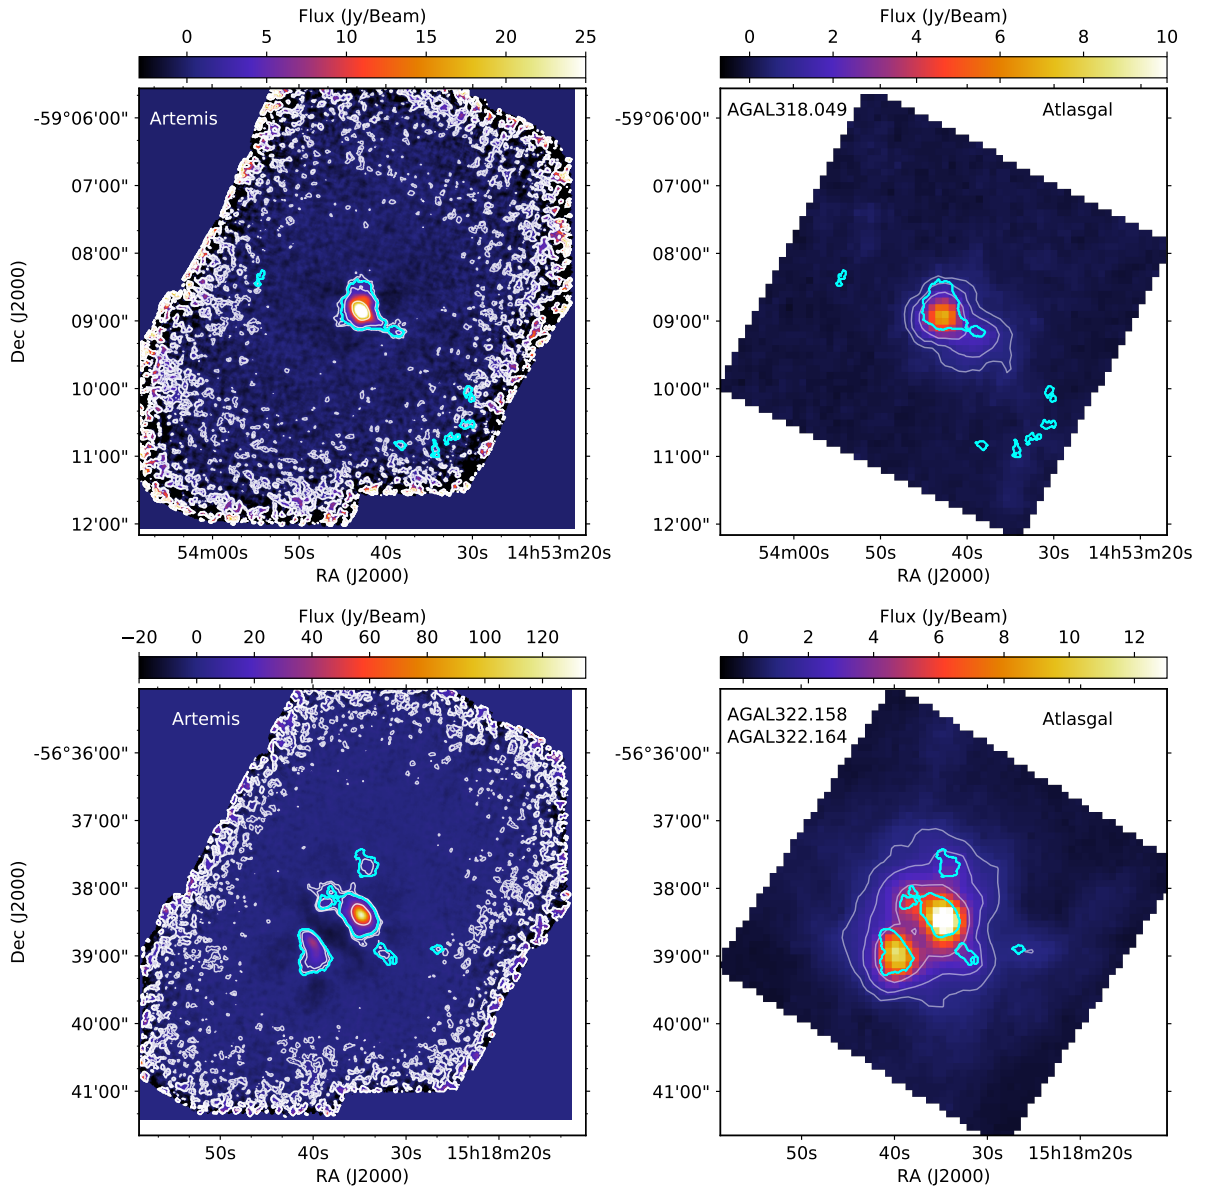 Flux (Jy/Beam)
0 5 10 15 20 25
Artemis
-59°06'00"
07'00"
08'00"
09'00"
10'00"
11'00"
12'00"
Dec (J2000)
54m00s 50s 40s 30s 14h53m20s
RA (J2000)
Flux (Jy/Beam)
0 2 4 6 8 10
AGAL318.049 Atlasgal
-59°06'00"
07'00"
08'00"
09'00"
10'00"
11'00"
12'00"
54m00s 50s 40s 30s 14h53m20s
RA (J2000)
Flux (Jy/Beam)
−20 0 20 40 60 80 100 120
Artemis
-56°36'00"
37'00"
38'00"
39'00"
40'00"
41'00"
Dec (J2000)
50s 40s 30s 15h18m20s
RA (J2000)
Flux (Jy/Beam)
0 2 4 6 8 10 12
AGAL322.158 Atlasgal
AGAL322.164
-56°36'00"
37'00"
38'00"
39'00"
40'00"
41'00"
50s 40s 30s 15h18m20s
RA (J2000)